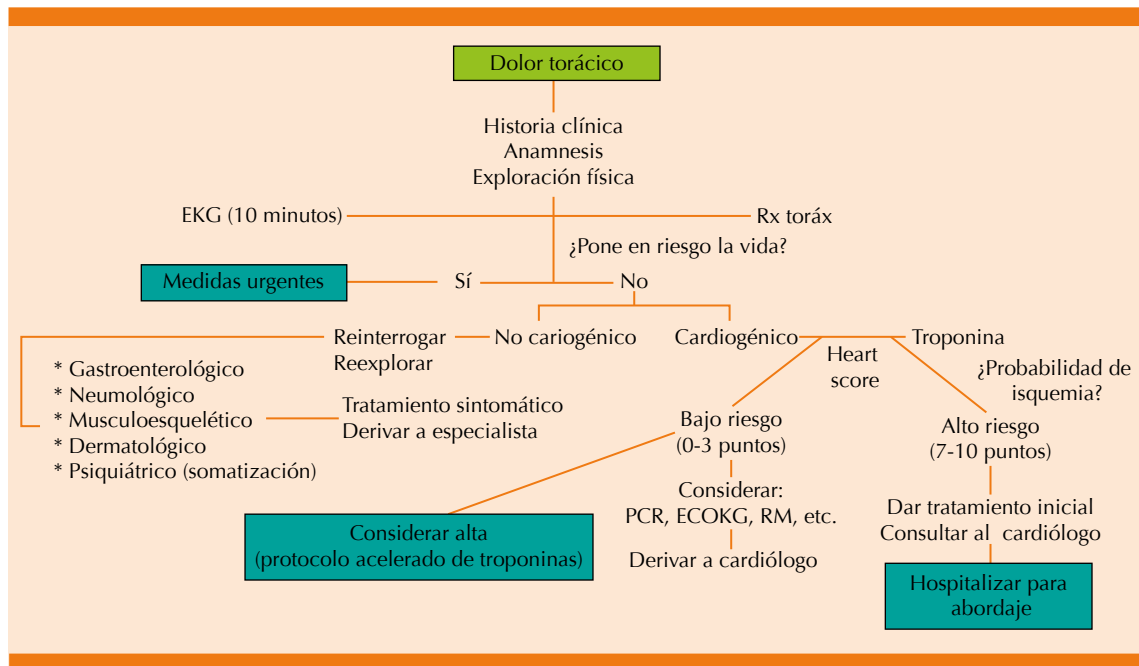 Dolor torácico
Historia clínica
Anamnesis
Exploración física
EKG (10 minutos)
Rx toráx
¿Pone en riesgo la vida?
Medidas urgentes
Sí
No
Reinterrogar
Reexplorar
No cariogénico
Cardiogénico
Troponina
Heart
score
¿Probabilidad de
isquemia?
* Gastroenterológico
* Neumológico
* Musculoesquelético
* Dermatológico
* Psiquiátrico (somatización)
Tratamiento sintomático
Derivar a especialista
Bajo riesgo
(0-3 puntos)
Alto riesgo
(7-10 puntos)
Considerar:
PCR, ECOKG, RM, etc.
Derivar a cardiólogo
Considerar alta
(protocolo acelerado de troponinas)
Dar tratamiento inicial
Consultar al cardiólogo
Hospitalizar para
abordaje